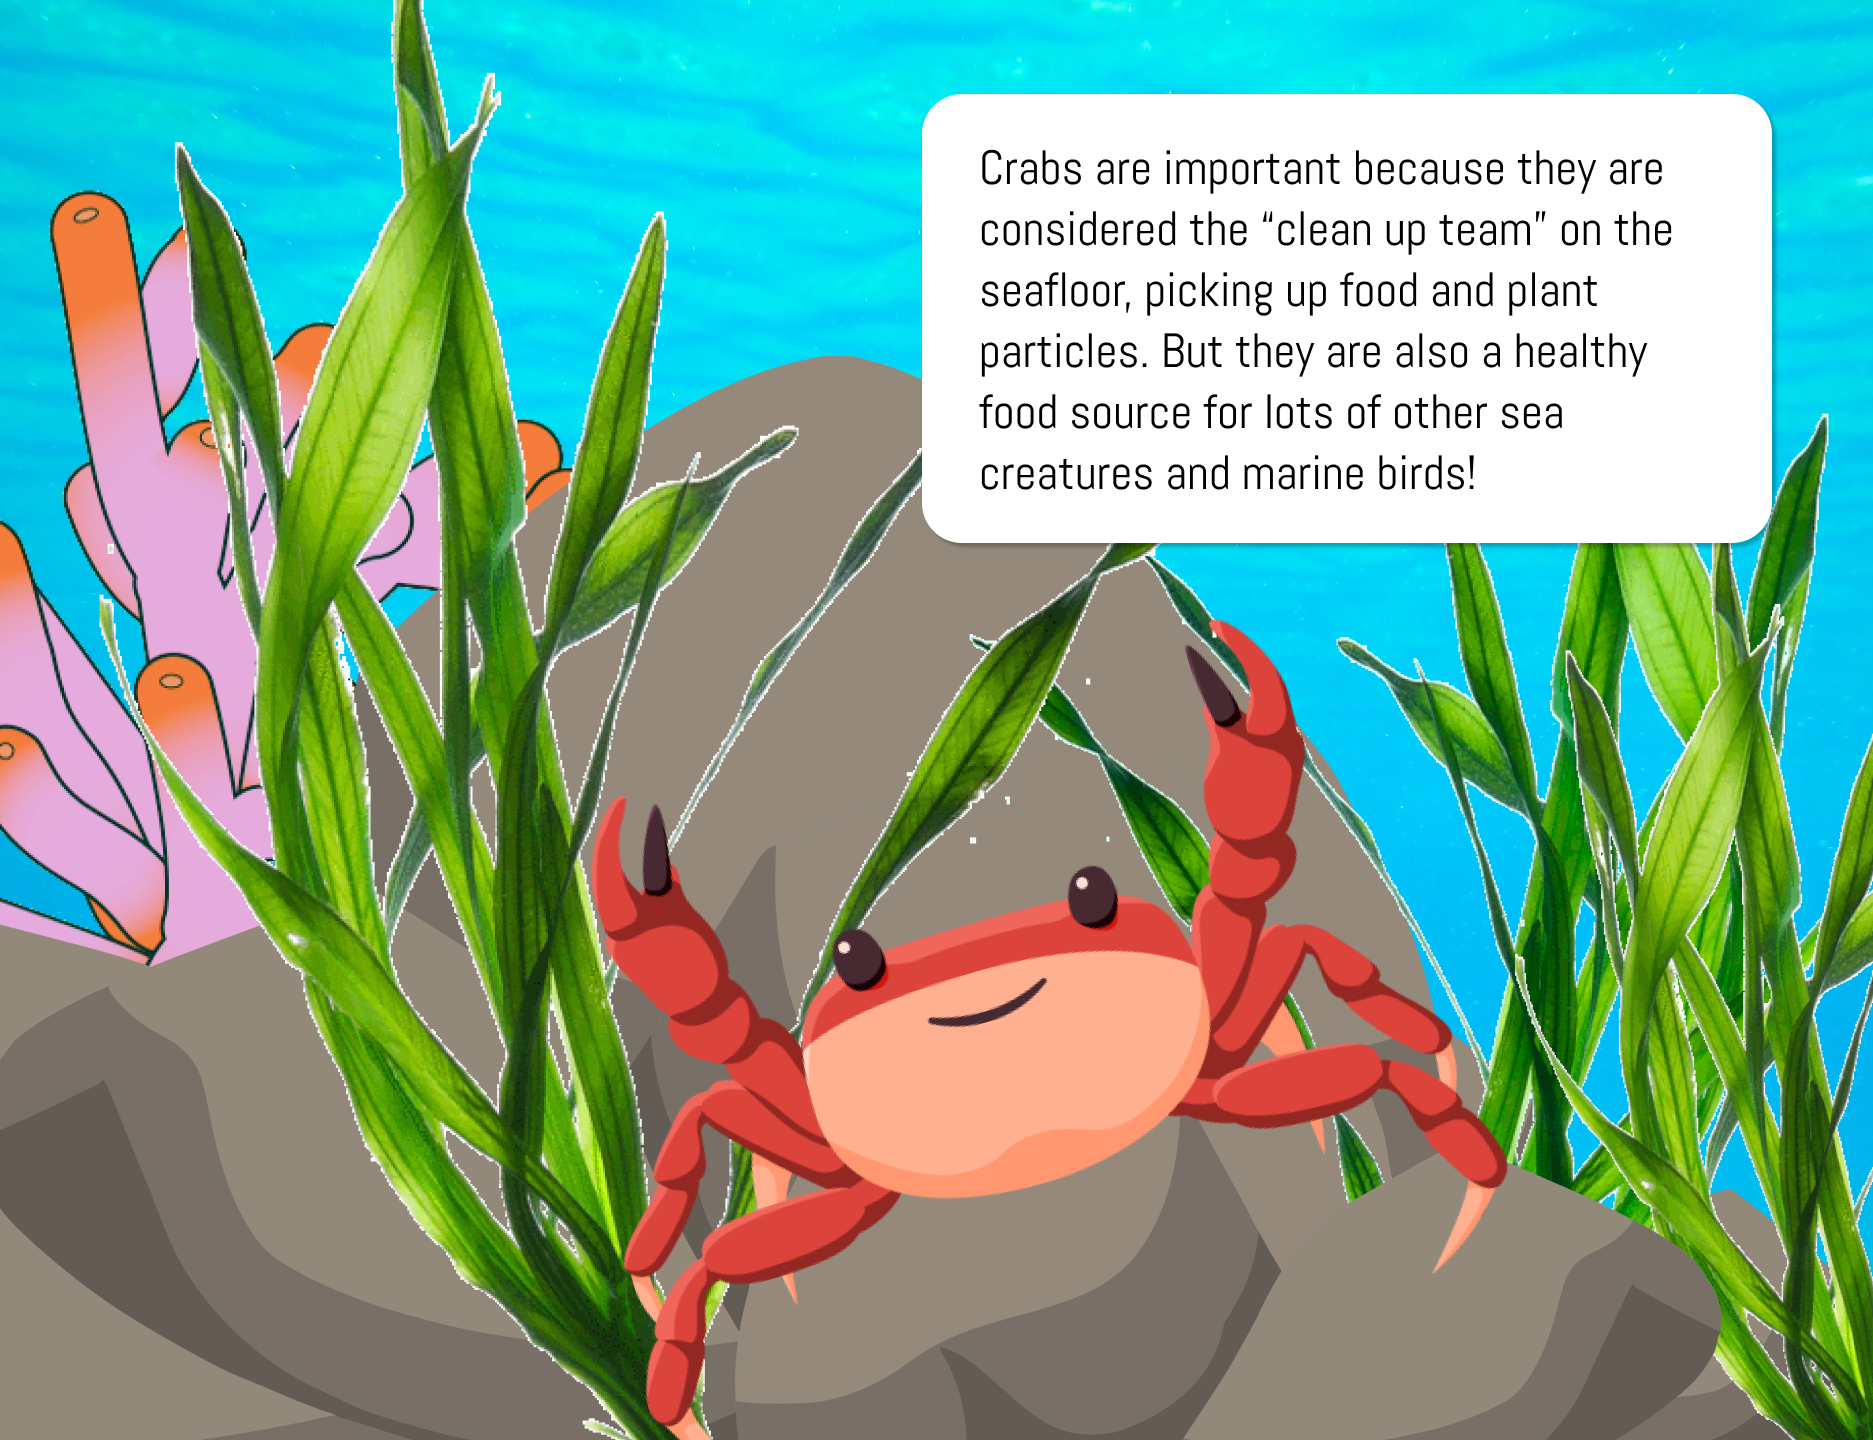 Crabs are important because they are
considered the “clean up team” on the
seafloor, picking up food and plant
particles. But they are also a healthy
food source for lots of other sea
creatures and marine birds!